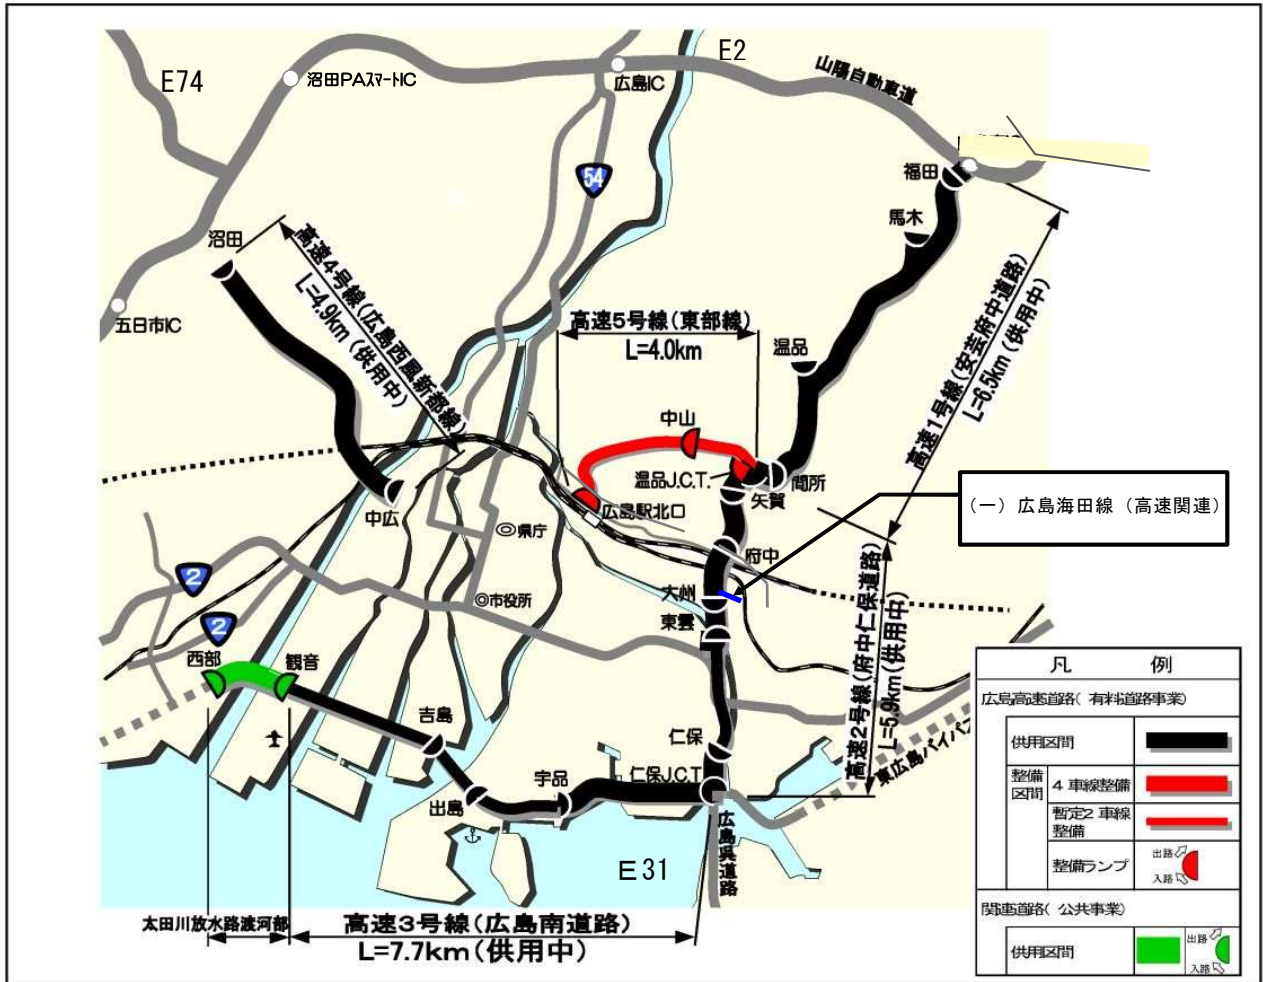 E74
沼田PAスマートIC
広島IC
E2
山陽自動車道
54
福田
馬木
沼田
高速4号線(広島西風新都線)
L=4.9km(供用中)
五日市IC
高速5号線(東部線)
L=4.0km
温品
高速1号線(安芸府中道路)
L=6.5km(供用中)
中山
温品J.C.T.
間所
矢賀
広島駅北口
(一) 広島海田線 (高速関連)
中広
◎県庁
府中
2
◎市役所
大州
東雲
高速2号線(府中仁保道路)
L=5.9km(供用中)
2
西部
観音
吉島
仁保
宇品
仁保J.C.T
出島
東広島バイパス
広島呉道路
E31
太田川放水路渡河部
高速3号線(広島南道路)
L=7.7km(供用中)
凡 例
広島高速道路( 有料道路事業)
供用区間
整備区間
4 車線整備
暫定2 車線
整備
整備ランプ
出路
入路
関連道路( 公共事業)
供用区間
出路
入路